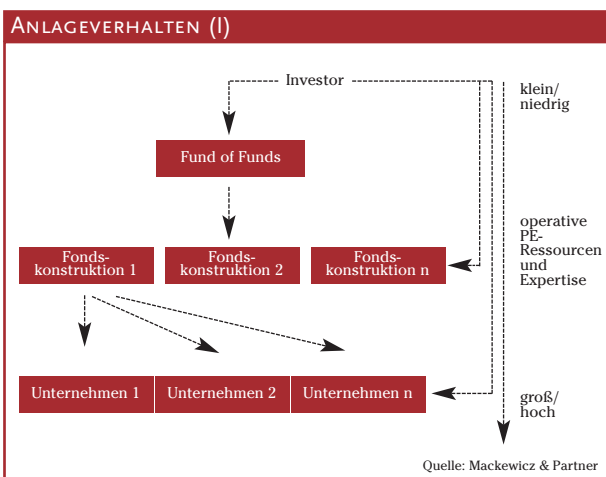 ANLAGEVERHALTEN (I)
Investor
klein/
niedrig
Fund of Funds
operative
PE-
Ressourcen
und
Expertise
Fonds-
konstruktion 1
Fonds-
konstruktion 2
Fonds-
konstruktion n
Unternehmen 1
Unternehmen 2
Unternehmen n
groß/
hoch
Quelle: Mackewicz & Partner